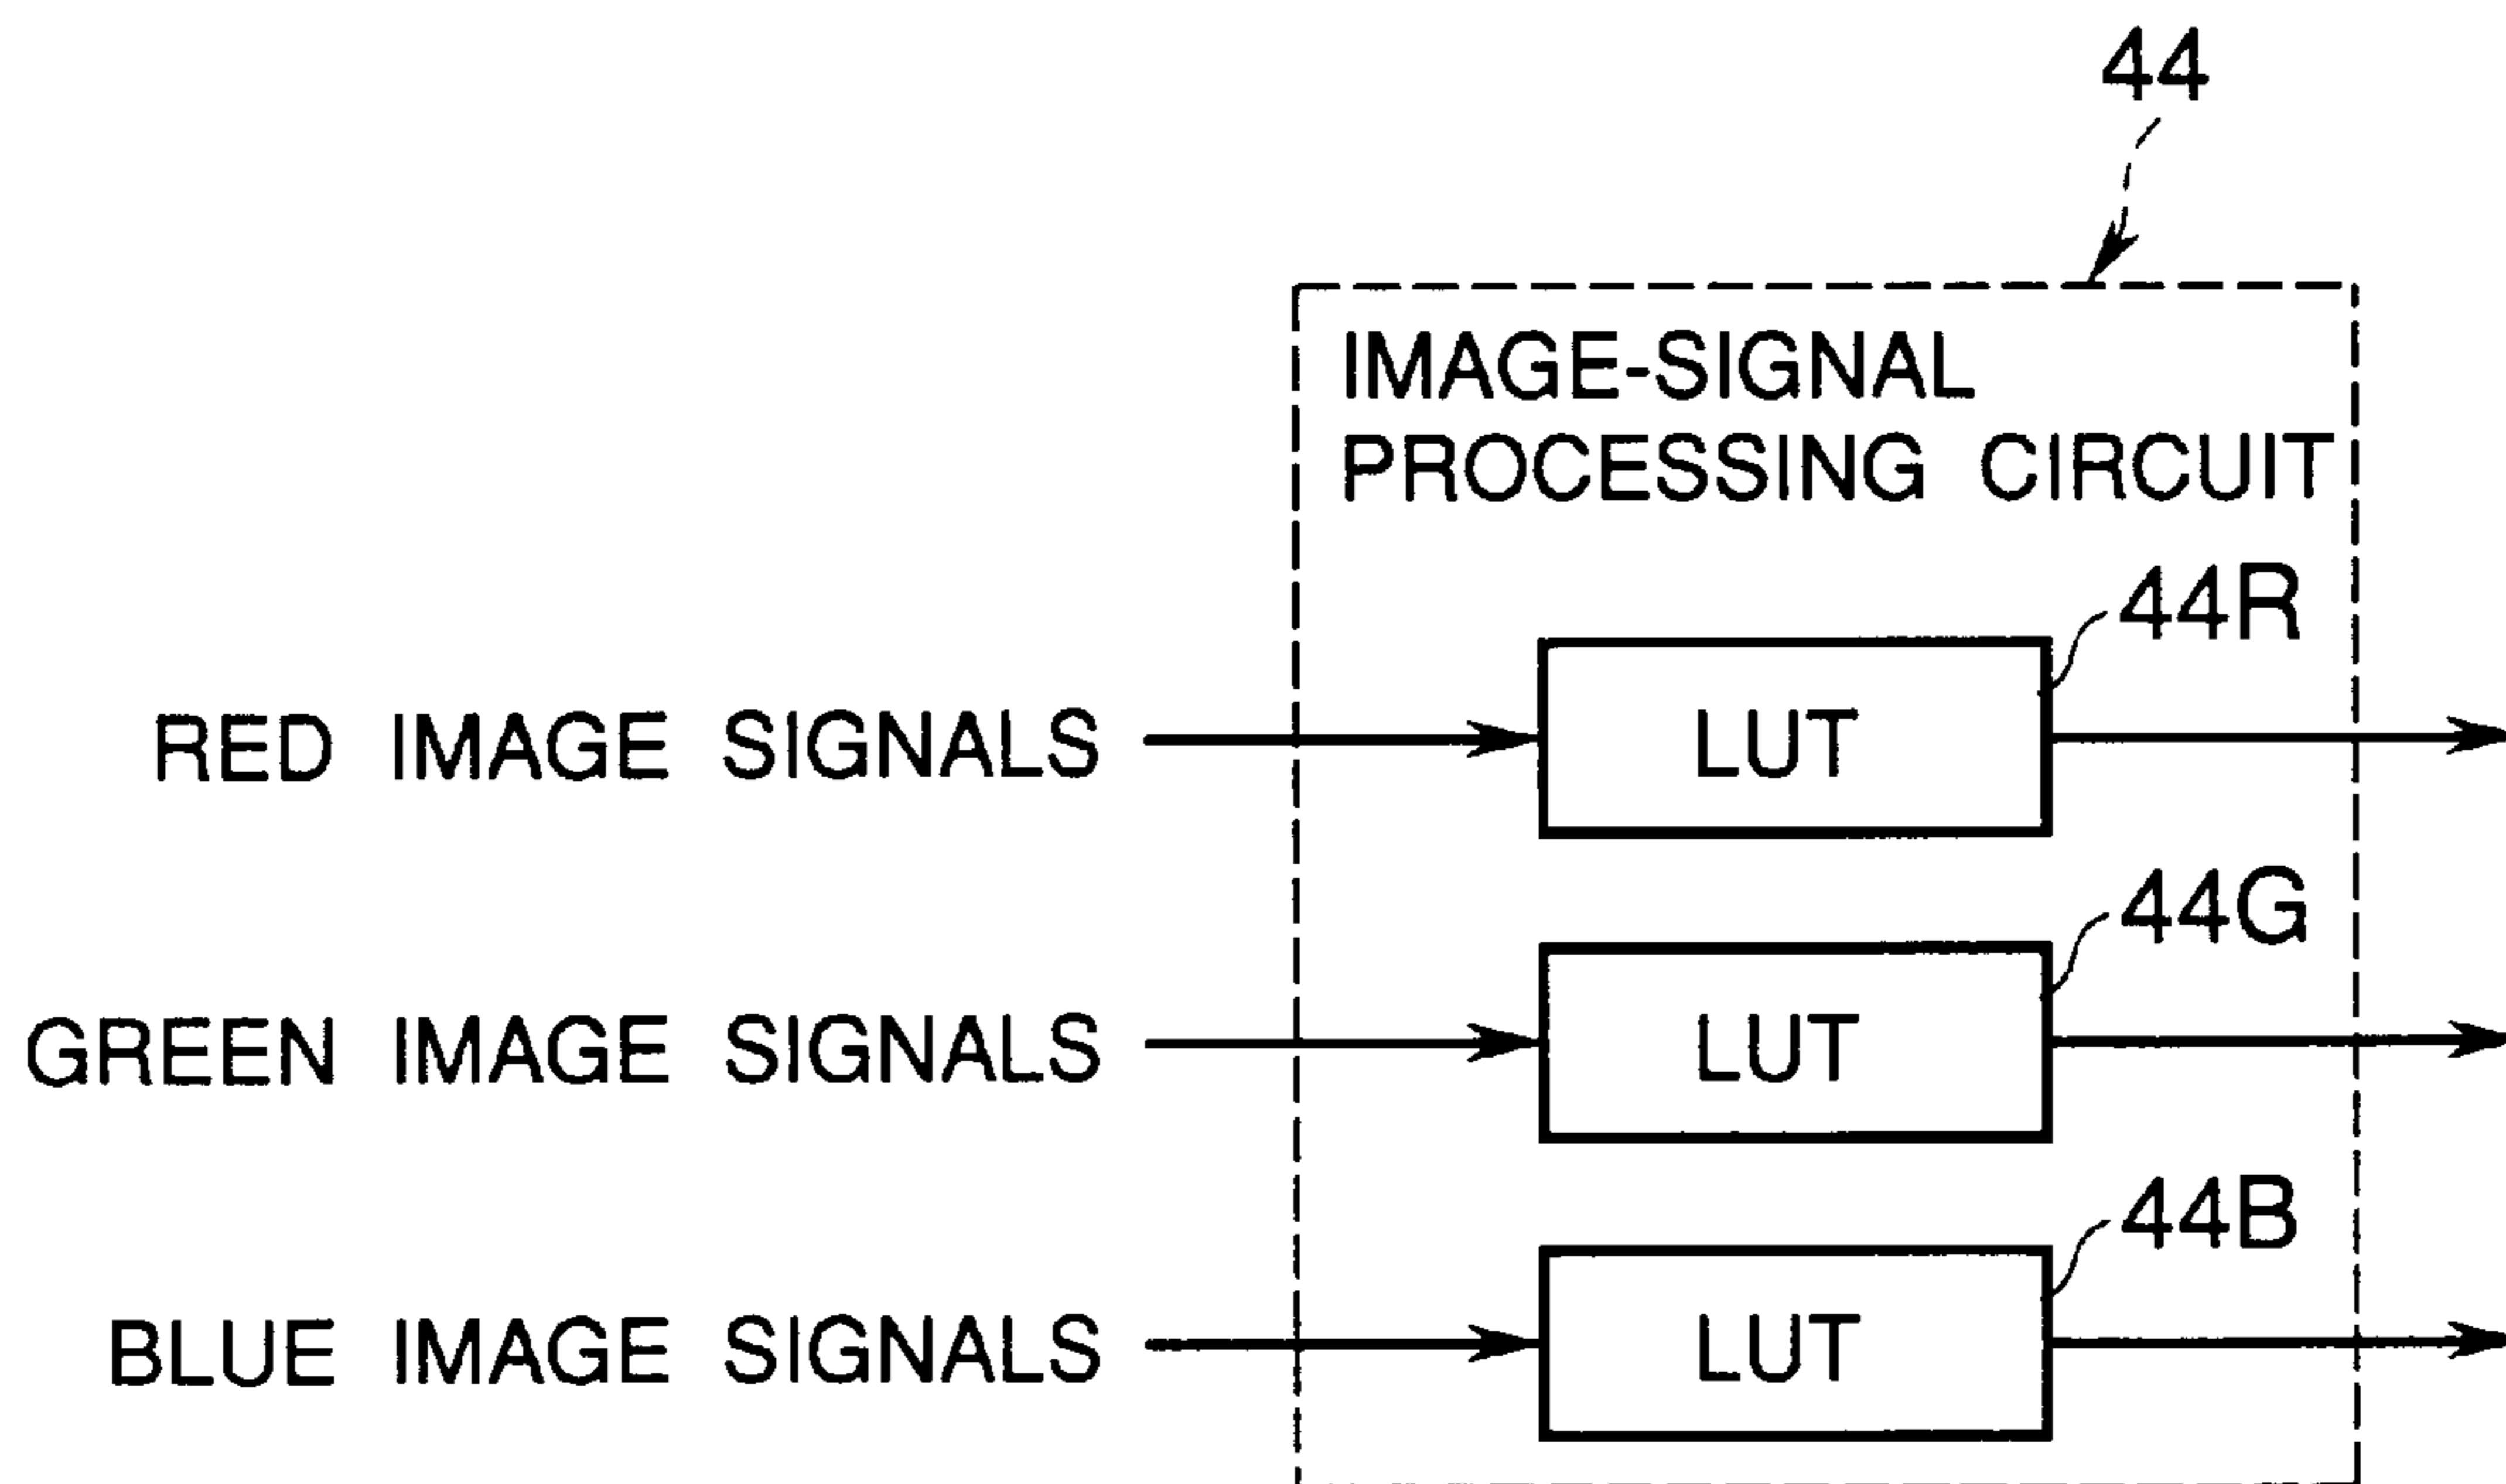 44
IMAGE-SIGNAL
PROCESSING CIRCUIT
44R
RED IMAGE SIGNALS
LUT
44G
GREEN IMAGE SIGNALS
LUT
44B
BLUE IMAGE SIGNALS
LUT